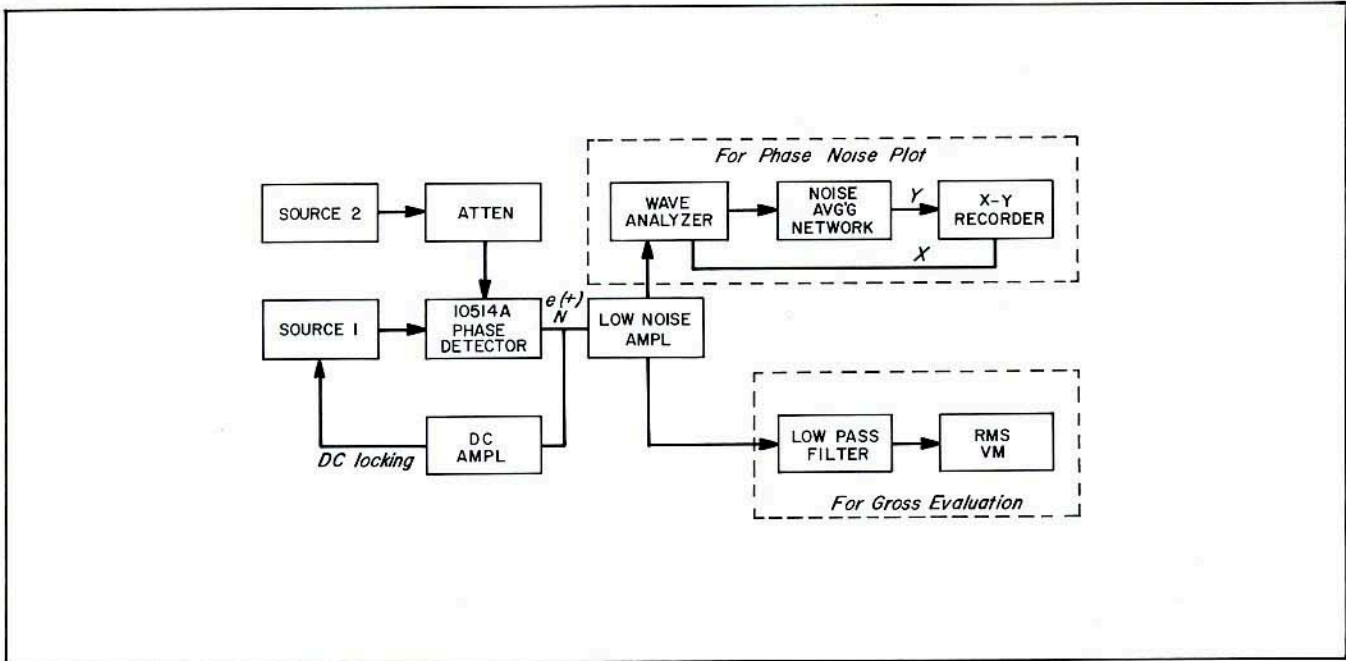 For Phase Noise Plot
SOURCE 2
ATTEN
WAVE
ANALYZER
NOISE
AVG'G
NETWORK
Y
X-Y
RECORDER
X
SOURCE 1
10514A
PHASE
DETECTOR
e(+)
N
LOW NOISE
AMPL
DC
AMPL
DC locking
LOW PASS
FILTER
RMS
VM
For Gross Evaluation